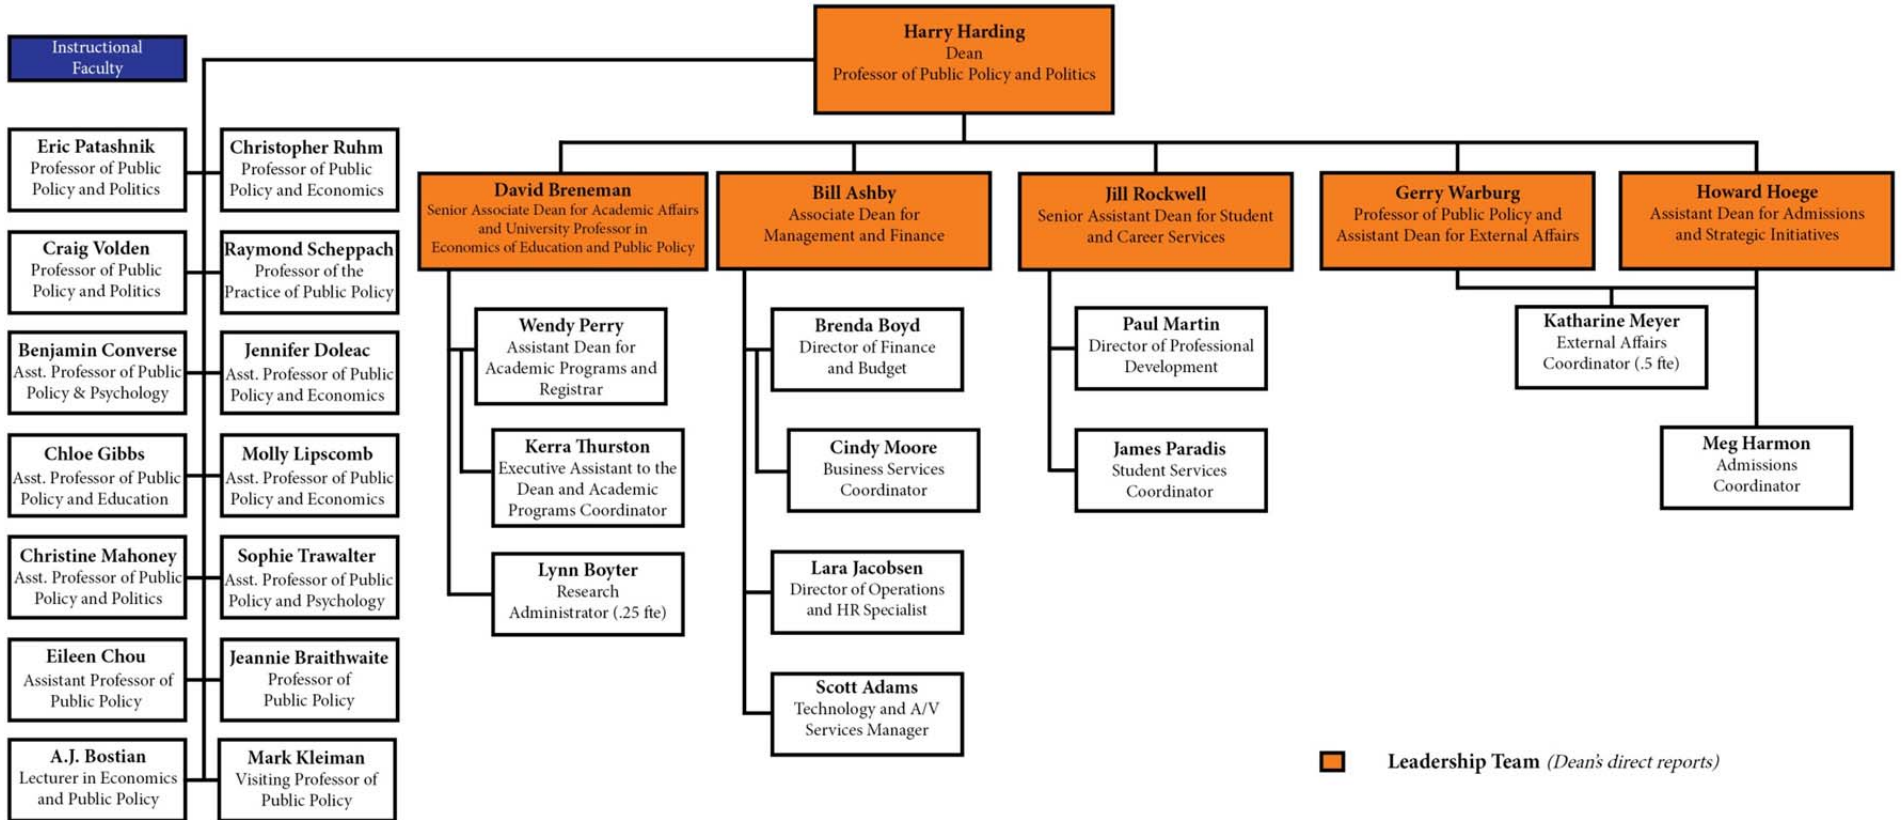 Harry Harding
Dean
Professor of Public Policy and Politics
Instructional
Faculty
Eric Patashnik
Professor of Public
Policy and Politics
Christopher Ruhm
Professor of Public
Policy and Economics
Craig Volden
Professor of Public
Policy and Politics
Raymond Scheppach
Professor of the
Practice of Public Policy
Benjamin Converse
Asst. Professor of Public
Policy & Psychology
Jennifer Doleac
Asst. Professor of Public
Policy and Economics
Chloe Gibbs
Asst. Professor of Public
Policy and Education
Molly Lipscomb
Asst. Professor of Public
Policy and Economics
Christine Mahoney
Asst. Professor of Public
Policy and Politics
Sophie Trawalter
Asst. Professor of Public
Policy and Psychology
Eileen Chou
Assistant Professor of
Public Policy
Jeannie Braithwaite
Professor of
Public Policy
A.J. Bostian
Lecturer in Economics
and Public Policy
Mark Kleiman
Visiting Professor of
Public Policy
David Breneman
Senior Associate Dean for Academic Affairs
and University Professor in
Economics of Education and Public Policy
Wendy Perry
Assistant Dean for
Academic Programs and
Registrar
Kerra Thurston
Executive Assistant to the
Dean and Academic
Programs Coordinator
Lynn Boyter
Research
Administrator (.25 fte)
Bill Ashby
Associate Dean for
Management and Finance
Brenda Boyd
Director of Finance
and Budget
Cindy Moore
Business Services
Coordinator
Lara Jacobsen
Director of Operations
and HR Specialist
Scott Adams
Technology and A/V
Services Manager
Jill Rockwell
Senior Assistant Dean for Student
and Career Services
Paul Martin
Director of Professional
Development
James Paradis
Student Services
Coordinator
Gerry Warburg
Professor of Public Policy and
Assistant Dean for External Affairs
Howard Hoege
Assistant Dean for Admissions
and Strategic Initiatives
Katharine Meyer
External Affairs
Coordinator (.5 fte)
Meg Harmon
Admissions
Coordinator
Leadership Team (Dean's direct reports)